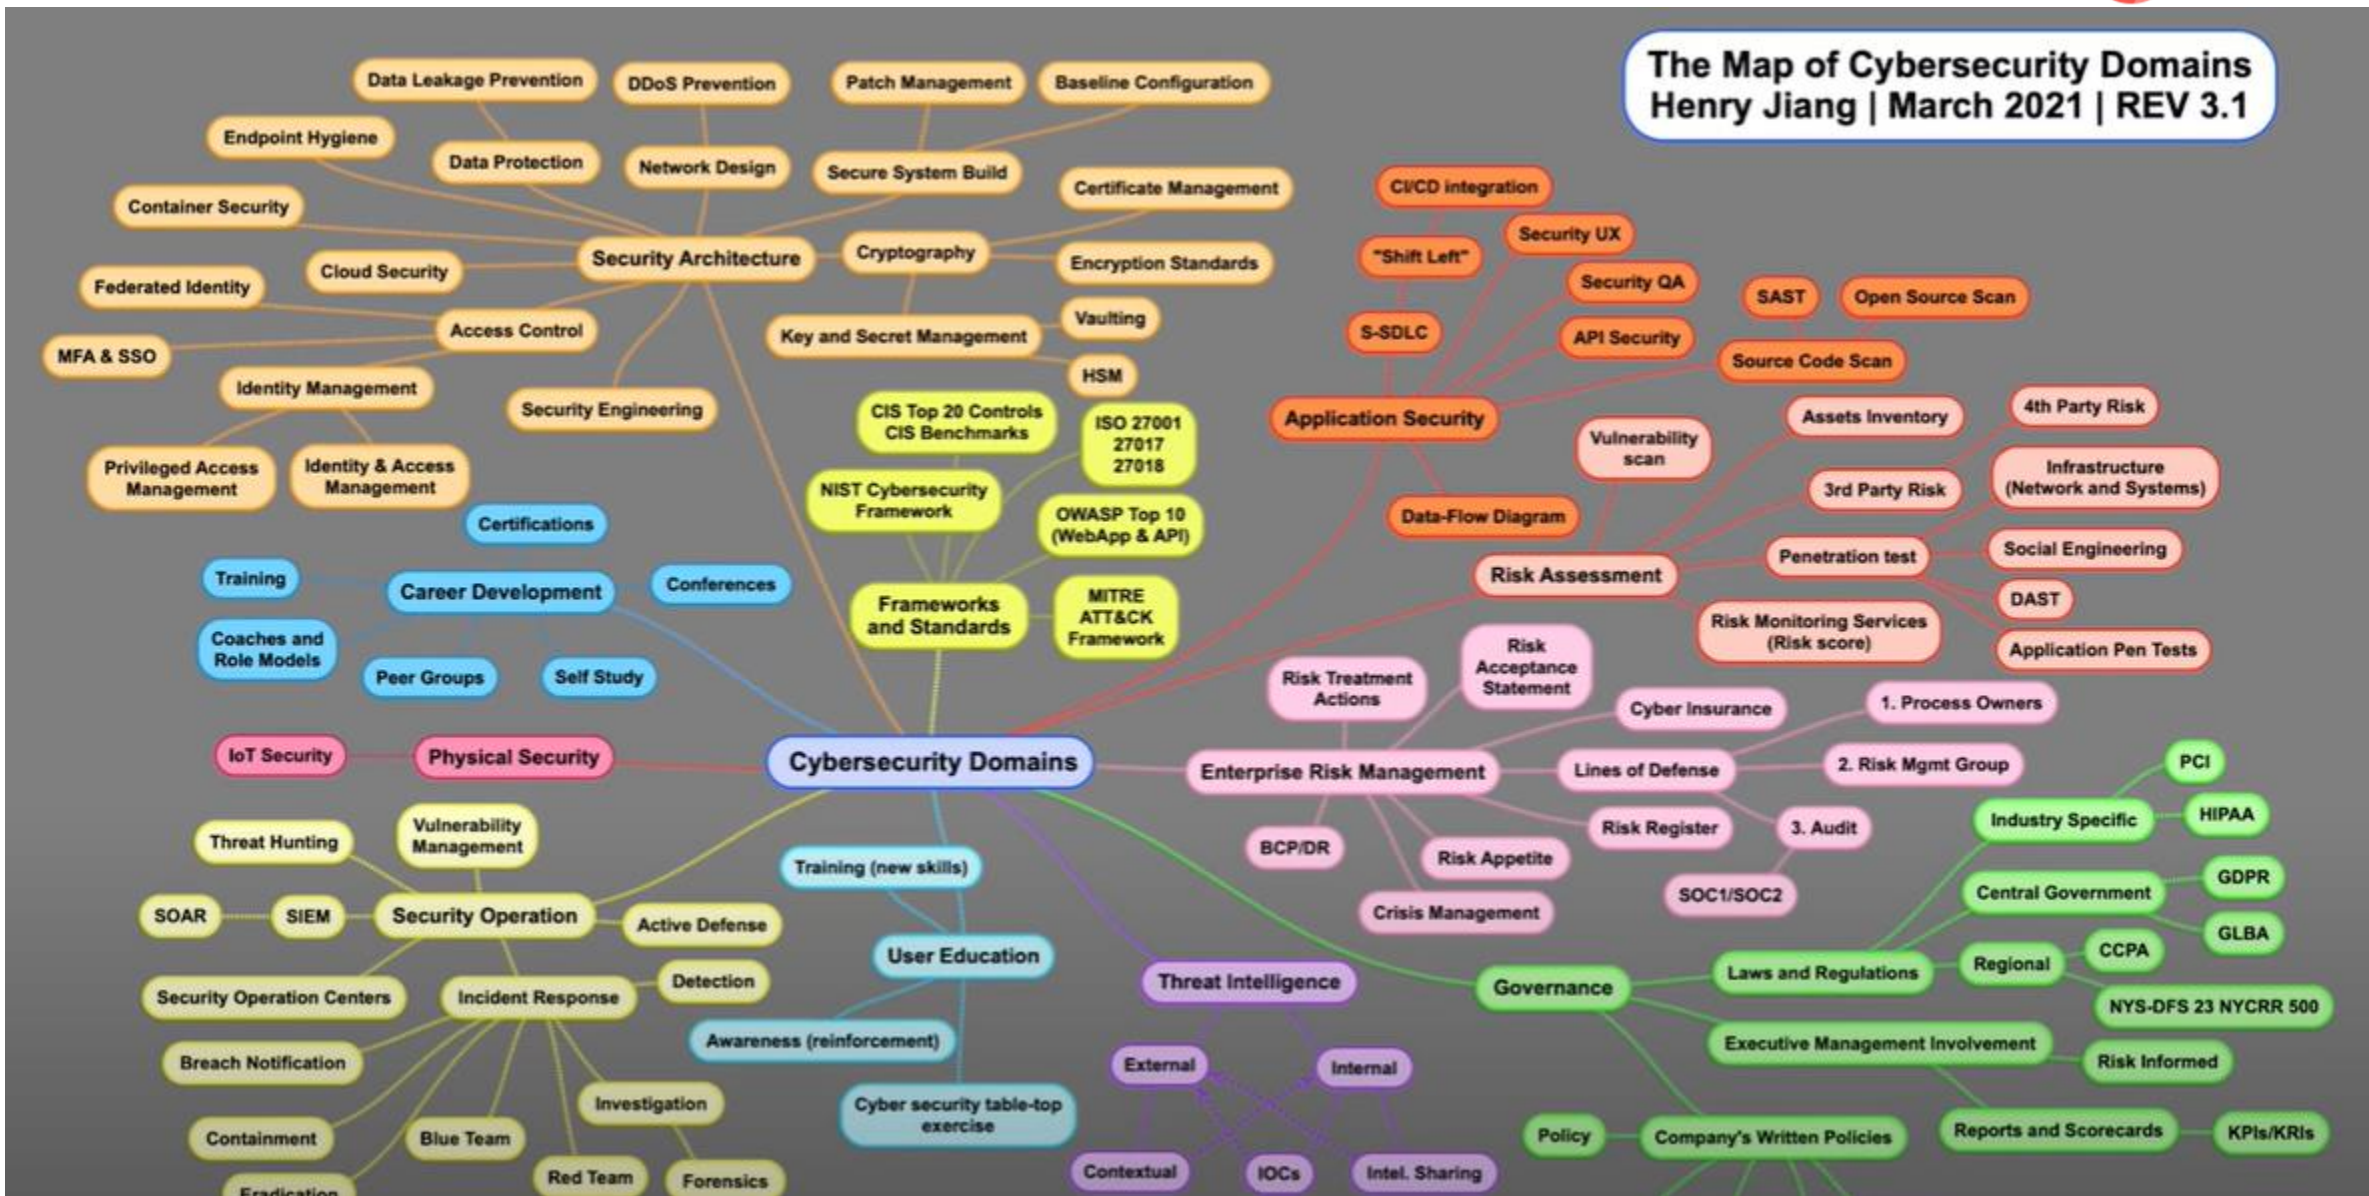 The Map of Cybersecurity Domains
Henry Jiang | March 2021 | REV 3.1
Data Leakage Prevention
DDoS Prevention
Patch Management
Baseline Configuration
Endpoint Hygiene
Data Protection
Network Design
Secure System Build
Certificate Management
Container Security
Security Architecture
Cryptography
Encryption Standards
Cloud Security
Federated Identity
Access Control
Key and Secret Management
Vaulting
HSM
MFA & SSO
Identity Management
Security Engineering
Privileged Access
Management
Identity & Access
Management
CI/CD integration
Security UX
"Shift Left"
Security QA
SAST
Open Source Scan
S-SDLC
API Security
Source Code Scan
Application Security
Data-Flow Diagram
CIS Top 20 Controls
CIS Benchmarks
ISO 27001
27017
27018
NIST Cybersecurity
Framework
OWASP Top 10
(WebApp & API)
Frameworks
and Standards
MITRE
ATT&CK
Framework
Vulnerability
scan
Assets Inventory
4th Party Risk
3rd Party Risk
Infrastructure
(Network and Systems)
Risk Assessment
Penetration test
Social Engineering
DAST
Risk Monitoring Services
(Risk score)
Application Pen Tests
Certifications
Training
Career Development
Conferences
Coaches and
Role Models
Peer Groups
Self Study
IoT Security
Physical Security
Cybersecurity Domains
Risk Treatment
Actions
Risk
Acceptance
Statement
Cyber Insurance
1. Process Owners
Enterprise Risk Management
Lines of Defense
2. Risk Mgmt Group
BCP/DR
Risk Appetite
Risk Register
3. Audit
Crisis Management
SOC1/SOC2
Threat Hunting
Vulnerability
Management
SOAR
SIEM
Security Operation
Active Defense
Security Operation Centers
Incident Response
Detection
Breach Notification
Investigation
Containment
Blue Team
Red Team
Forensics
Eradication
Training (new skills)
User Education
Awareness (reinforcement)
Cyber security table-top
exercise
Threat Intelligence
External
Internal
Contextual
IOCs
Intel. Sharing
PCI
Industry Specific
HIPAA
Central Government
GDPR
GLBA
Governance
Laws and Regulations
Regional
CCPA
NYS-DFS 23 NYCRR 500
Executive Management Involvement
Risk Informed
Policy
Company's Written Policies
Reports and Scorecards
KPIs/KRIs